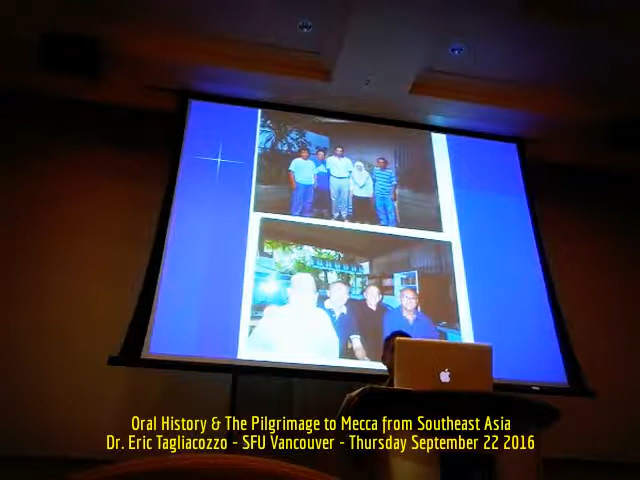 Oral History & The Pilgrimage to Mecca from Southeast Asia
Dr. Eric Tagliacozzo - SFU Vancouver - Thursday September 22 2016